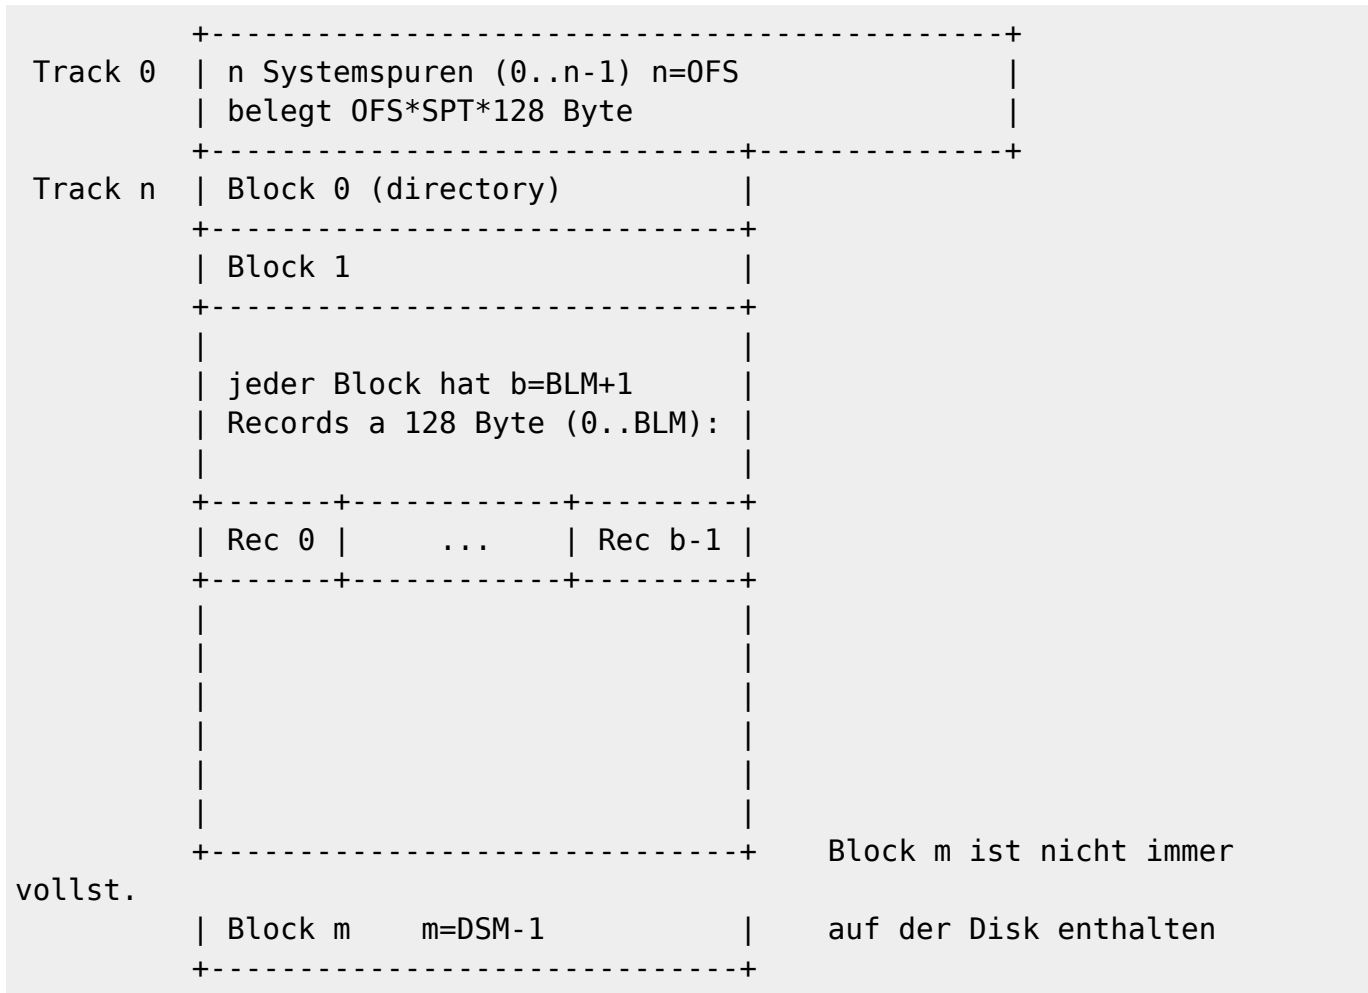 +---------------------------------------------+
Track 0  | n Systemspuren (0..n-1) n=OFS               |
| belegt OFS*SPT*128 Byte                     |
+------------------------------+--------------+
Track n  | Block 0 (directory)          |
+------------------------------+
| Block 1                      |
+------------------------------+
|                              |
| jeder Block hat b=BLM+1      |
| Records a 128 Byte (0..BLM): |
|                              |
+-------+------------+---------+
| Rec 0 |     ...    | Rec b-1 |
+-------+------------+---------+
|                              |
|                              |
|                              |
|                              |
|                              |
|                              |
+------------------------------+    Block m ist nicht immer
vollst.
| Block m    m=DSM-1           |    auf der Disk enthalten
+------------------------------+